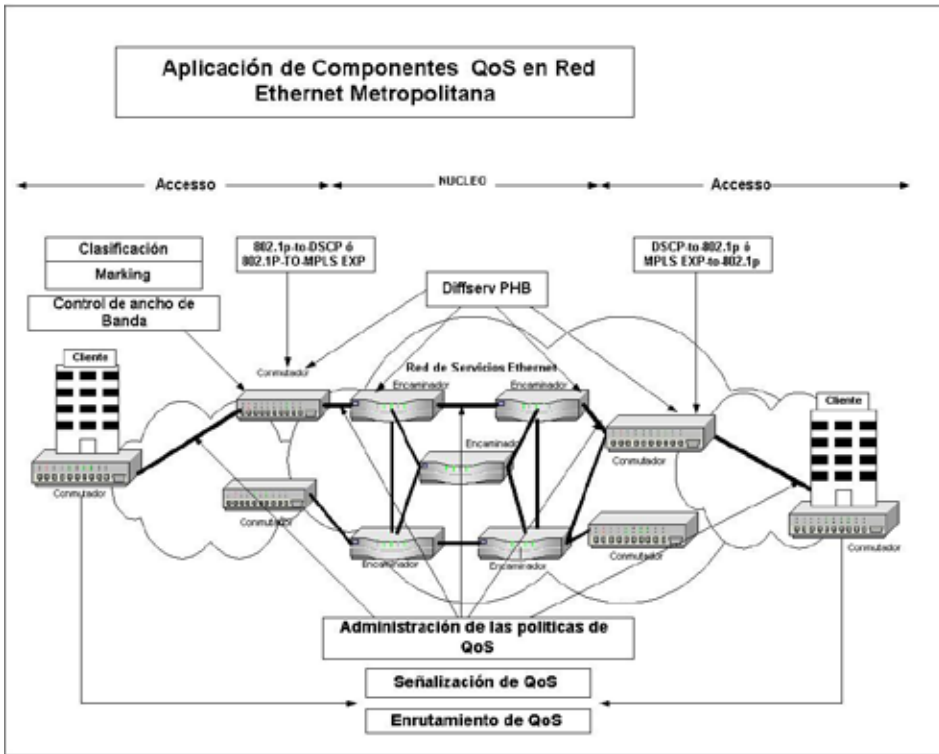 Aplicación de Componentes QoS en Red
Ethernet Metropolitana
Accesso
NUCLEO
Accesso
Clasificación
Marking
Control de ancho de
Banda
802.1p-to-DSCP ó
802.1P-TO-MPLS EXP
Diffserv PHB
DSCP-to-802.1p ó
MPLS EXP-to-802.1p
Cliente
Conmutador
Red de Servicios Ethernet
Encaminador
Encaminador
Cliente
Encaminador
Conmutador
Conmutador
Conmutador
Encaminador
Encaminador
Conmutador
Conmutador
Administración de las politicas de
QoS
Señalización de QoS
Enrutamiento de QoS